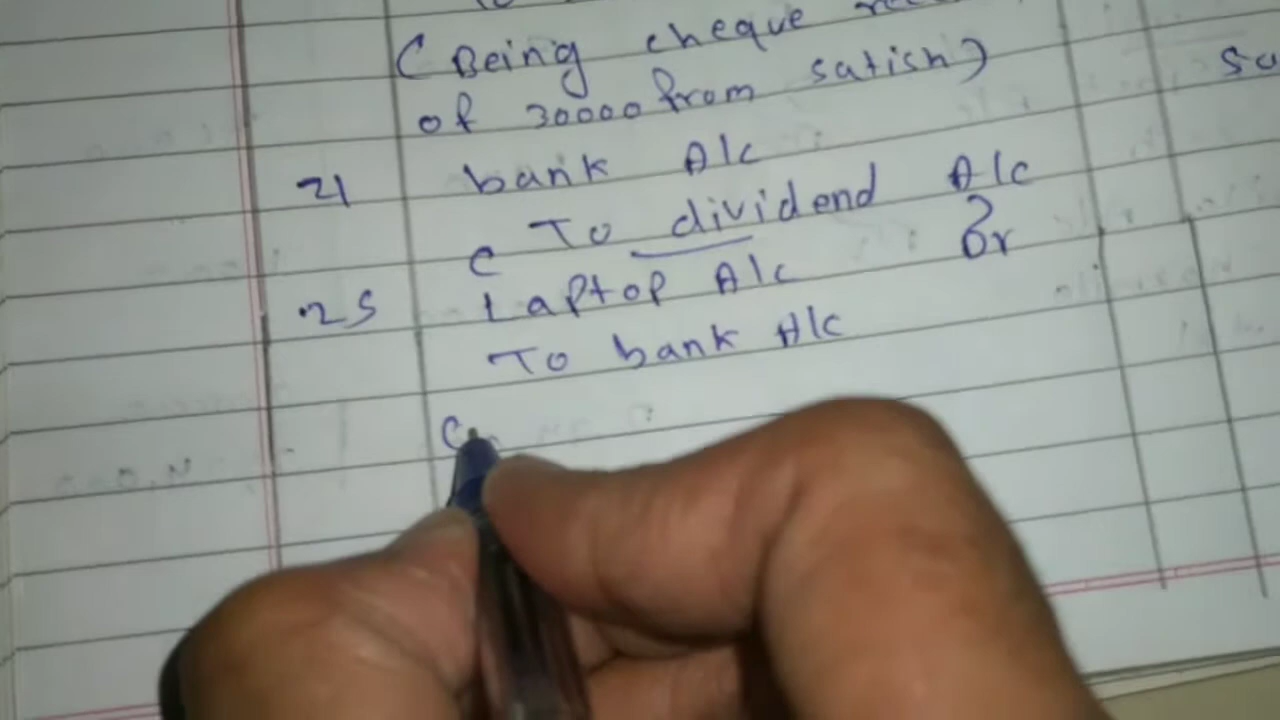 ( Being cheque
of 30000 from satish)
21 bank A/c
To dividend A/c
( Dr
25 Laptop A/c
To bank A/c
(